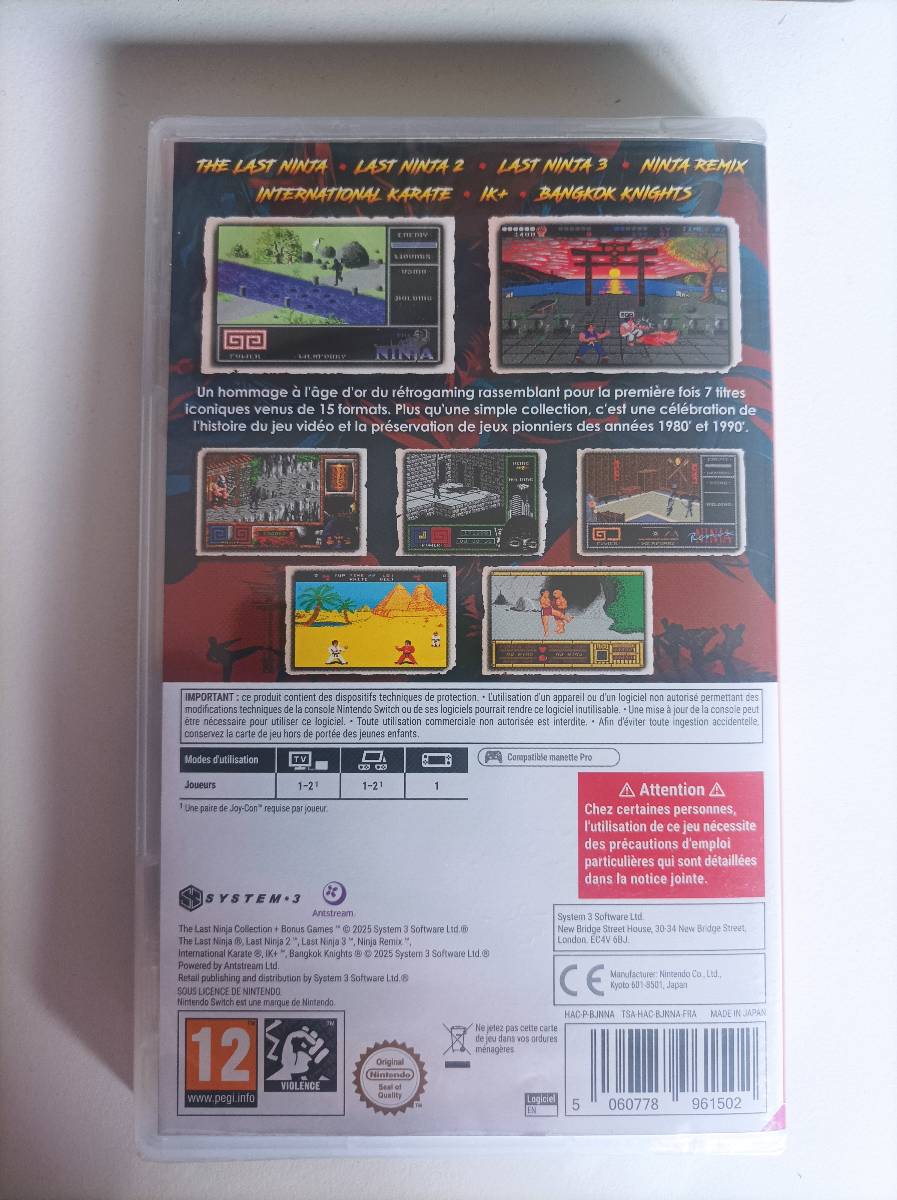 THE LAST NINJA • LAST NINJA 2 • LAST NINJA 3 • NINJA REMIX
INTERNATIONAL KARATE • IK+ • BANGKOK KNIGHTS
ENEMY
USING
HOLDING
POWER
NINJA
Un hommage à l'âge d'or du rétrogaming rassemblant pour la première fois 7 titres
iconiques venus de 15 formats. Plus qu'une simple collection, c'est une célébration de
l'histoire du jeu vidéo et la préservation de jeux pionniers des années 1980' et 1990'.
IMPORTANT : ce produit contient des dispositifs techniques de protection. • L'utilisation d'un appareil ou d'un logiciel non autorisé permettant des
modifications techniques de la console Nintendo Switch ou de ses logiciels pourrait rendre ce logiciel inutilisable. • Une mise à jour de la console peut
être nécessaire pour utiliser ce logiciel. • Toute utilisation commerciale non autorisée est interdite. • Afin d'éviter toute ingestion accidentelle,
conservez la carte de jeu hors de portée des jeunes enfants.
Modes d'utilisation TV
Compatible manette Pro
Joueurs 1-2¹ 1-2¹ 1
¹ Une paire de Joy-Con™ requise par joueur.
Attention
Chez certaines personnes,
l'utilisation de ce jeu nécessite
des précautions d'emploi
particulières qui sont détaillées
dans la notice jointe.
SYSTEM•3
Antstream
The Last Ninja Collection + Bonus Games ™ © 2025 System 3 Software Ltd.®
The Last Ninja ®, Last Ninja 2 ™, Last Ninja 3 ™, Ninja Remix ™,
International Karate ®, IK+ ™, Bangkok Knights ® © 2025 System 3 Software Ltd.®
Powered by Antstream Ltd.
Retail publishing and distribution by System 3 Software Ltd.®
SOUS LICENCE DE NINTENDO.
Nintendo Switch est une marque de Nintendo.
System 3 Software Ltd.
New Bridge Street House, 30-34 New Bridge Street,
London. EC4V 6BJ.
CE
Manufacturer: Nintendo Co., Ltd.,
Kyoto 601-8501, Japan
HAC-P-BJNNA TSA-HAC-BJNNA-FRA MADE IN JAPAN
12
www.pegi.info
VIOLENCE
Original
Nintendo
Seal of
Quality
Ne jetez pas cette carte
de jeu dans vos ordures
ménagères
Logiciel
EN
5 060778 961502